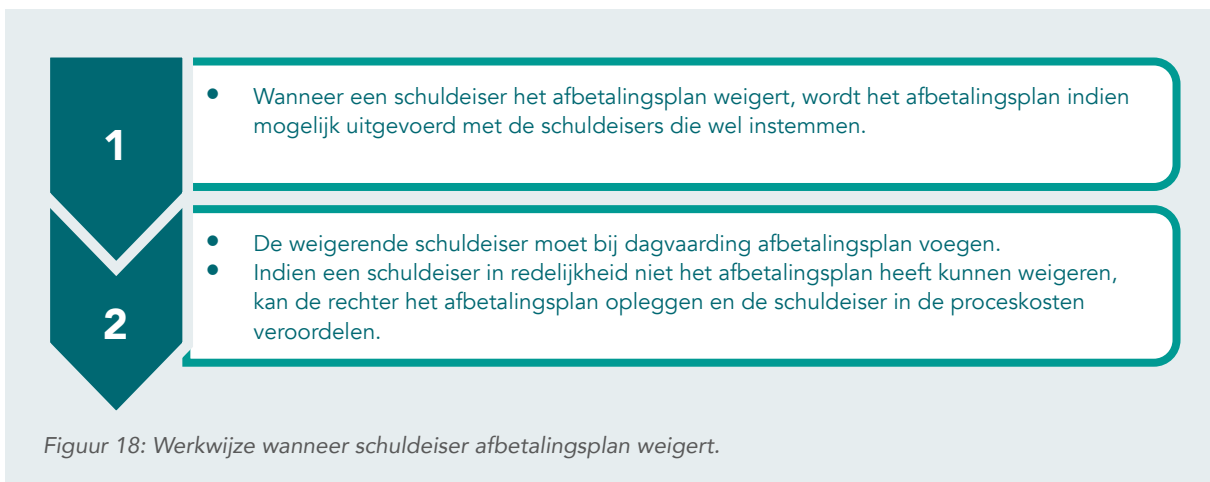 1
• Wanneer een schuldeiser het afbetalingsplan weigert, wordt het afbetalingsplan indien
mogelijk uitgevoerd met de schuldeisers die wel instemmen.
2
• De weigerende schuldeiser moet bij dagvaarding afbetalingsplan voegen.
• Indien een schuldeiser in redelijkheid niet het afbetalingsplan heeft kunnen weigeren,
kan de rechter het afbetalingsplan opleggen en de schuldeiser in de proceskosten
veroordelen.
Figuur 18: Werkwijze wanneer schuldeiser afbetalingsplan weigert.